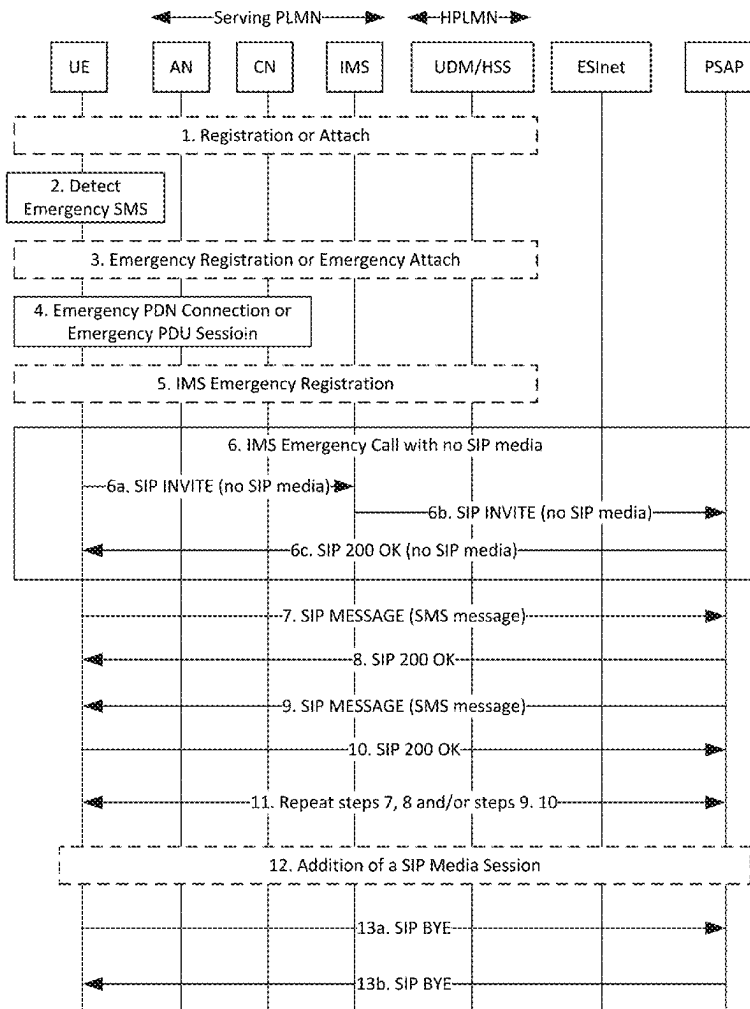 Serving PLMN
HPLMN
UE
AN
CN
IMS
UDM/HSS
ESInet
PSAP
1. Registration or Attach
2. Detect
Emergency SMS
3. Emergency Registration or Emergency Attach
4. Emergency PDN Connection or
Emergency PDU Sessioin
5. IMS Emergency Registration
6. IMS Emergency Call with no SIP media
6a. SIP INVITE (no SIP media)
6b. SIP INVITE (no SIP media)
6c. SIP 200 OK (no SIP media)
7. SIP MESSAGE (SMS message)
8. SIP 200 OK
9. SIP MESSAGE (SMS message)
10. SIP 200 OK
11. Repeat steps 7, 8 and/or steps 9. 10
12. Addition of a SIP Media Session
13a. SIP BYE
13b. SIP BYE